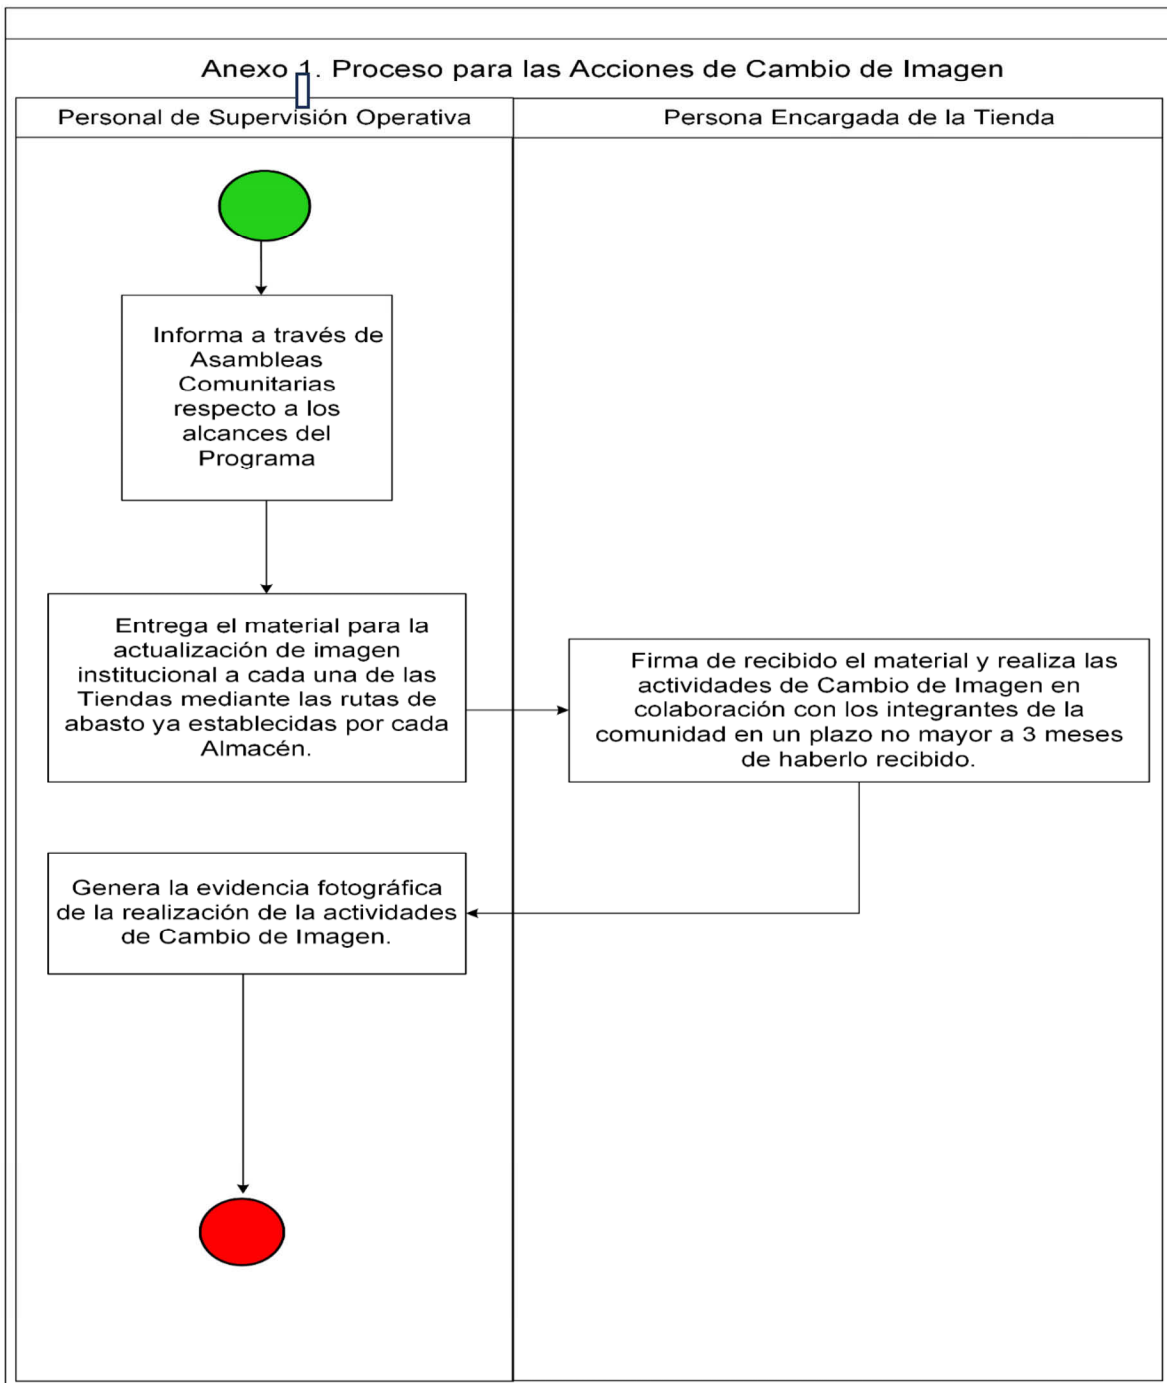 Anexo 1. Proceso para las Acciones de Cambio de Imagen
Personal de Supervisión Operativa
Persona Encargada de la Tienda
Informa a través de
Asambleas
Comunitarias
respecto a los
alcances del
Programa
Entrega el material para la
actualización de imagen
institucional a cada una de las
Tiendas mediante las rutas de
abasto ya establecidas por cada
Almacén.
Firma de recibido el material y realiza las
actividades de Cambio de Imagen en
colaboración con los integrantes de la
comunidad en un plazo no mayor a 3 meses
de haberlo recibido.
Genera la evidencia fotográfica
de la realización de la actividades
de Cambio de Imagen.